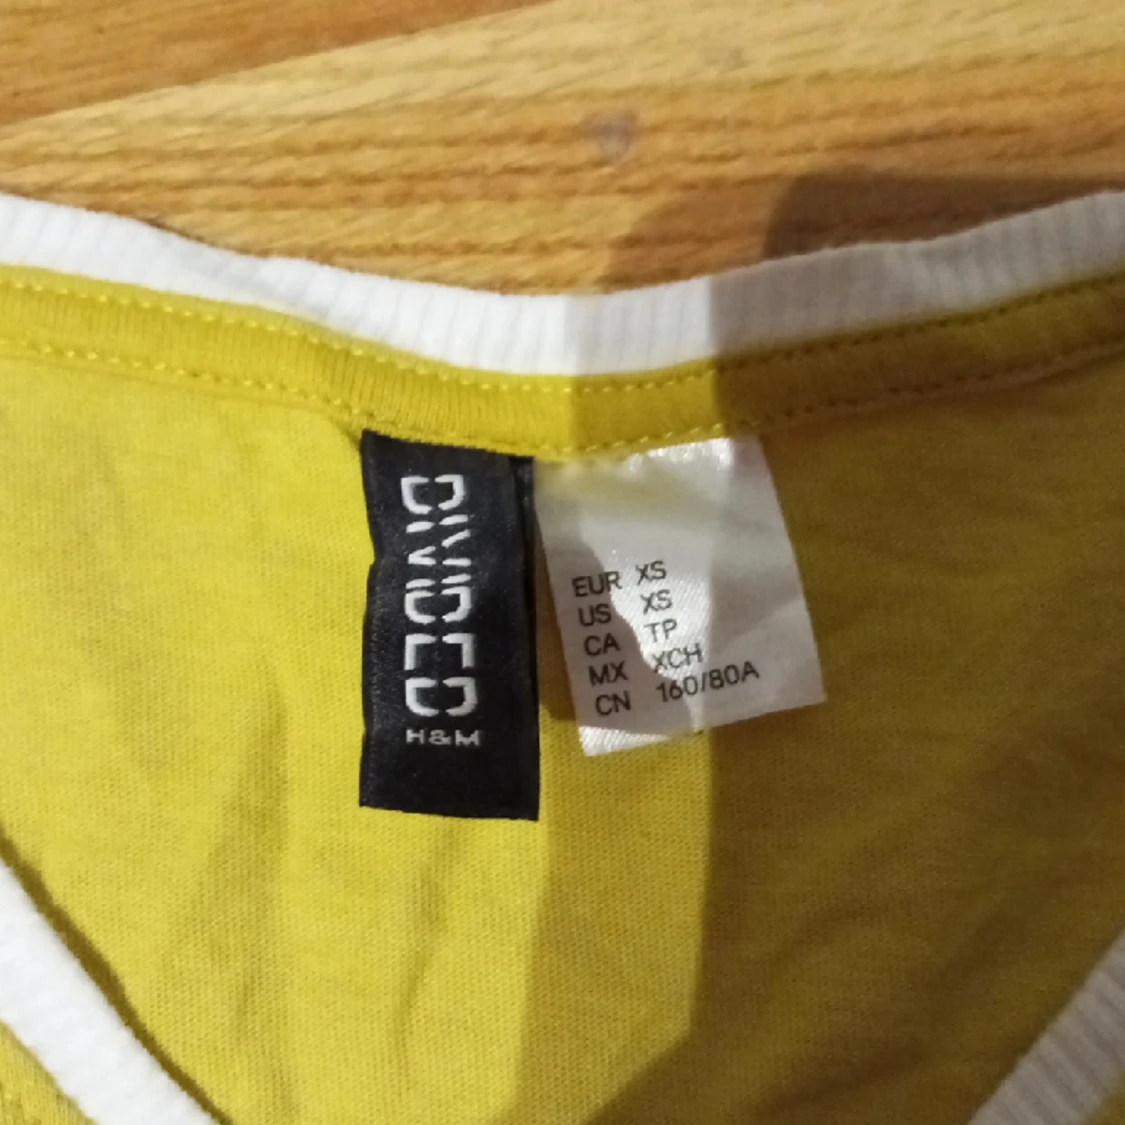 DIVIDED
H&M
EUR XS
US XS
CA TP
MX XCH
CN 160/80A